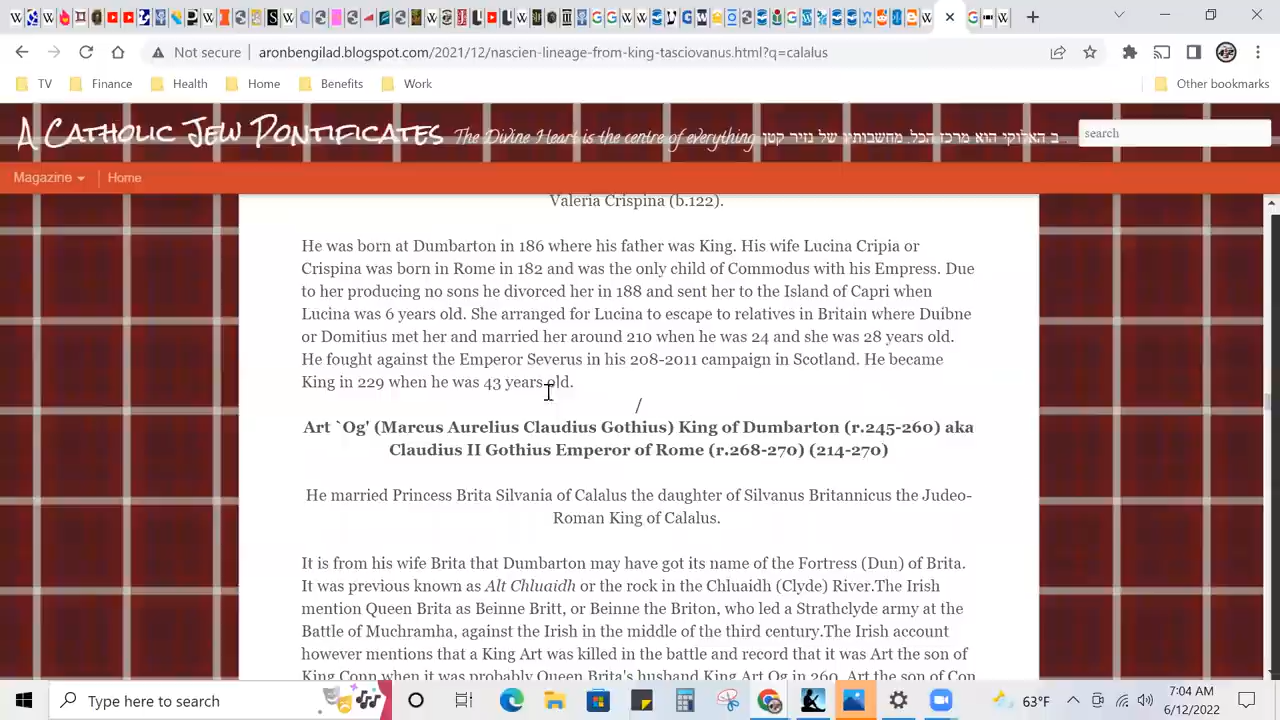 Not secure
aronbengilad.blogspot.com/2021/12/nascien-lineage-from-king-tasciovanus.html?q=calalus
TV
Finance
Health
Home
Benefits
Work
Other bookmarks
A Catholic Jew Pontificates
The Divine Heart is the centre of everything ב האלוקי הוא מרכז הכל. מחשבותיו של נזיר קטן
search
Magazine
Home
Valeria Crispina (b.122).
He was born at Dumbarton in 186 where his father was King. His wife Lucina Cripia or
Crispina was born in Rome in 182 and was the only child of Commodus with his Empress. Due
to her producing no sons he divorced her in 188 and sent her to the Island of Capri when
Lucina was 6 years old. She arranged for Lucina to escape to relatives in Britain where Duíbne
or Domitius met her and married her around 210 when he was 24 and she was 28 years old.
He fought against the Emperor Severus in his 208-2011 campaign in Scotland. He became
King in 229 when he was 43 years old.
/
Art `Og' (Marcus Aurelius Claudius Gothius) King of Dumbarton (r.245-260) aka
Claudius II Gothius Emperor of Rome (r.268-270) (214-270)
He married Princess Brita Silvania of Calalus the daughter of Silvanus Britannicus the Judeo-
Roman King of Calalus.
It is from his wife Brita that Dumbarton may have got its name of the Fortress (Dun) of Brita.
It was previous known as Alt Chluaidh or the rock in the Chluaidh (Clyde) River.The Irish
mention Queen Brita as Beinne Britt, or Beinne the Briton, who led a Strathclyde army at the
Battle of Muchramha, against the Irish in the middle of the third century.The Irish account
however mentions that a King Art was killed in the battle and record that it was Art the son of
King Conn when it was probably Queen Brita's husband King Art Og in 260. Art the son of Con
Type here to search
63°F
7:04 AM
6/12/2022